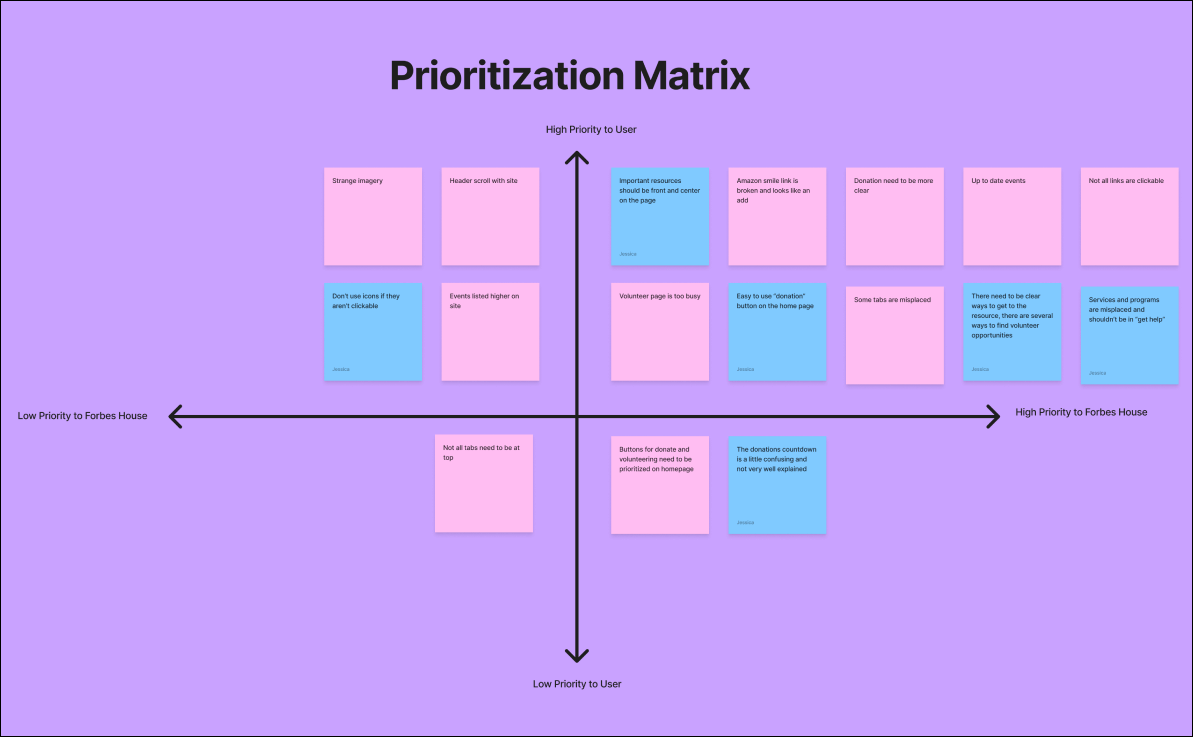 Prioritization Matrix
High Priority to User
Strange imagery
Header scroll with site
Important resources
should be front and center
on the page
Jessica
Amazon smile link is
broken and looks like an
add
Donation need to be more
clear
Up to date events
Not all links are clickable
Don't use icons if they
aren't clickable
Jessica
Events listed higher on
site
Volunteer page is too busy
Easy to use "donation"
button on the home page
Jessica
Some tabs are misplaced
There need to be clear
ways to get to the
resource, there are several
ways to find volunteer
opportunities
Jessica
Services and programs
are misplaced and
shouldn't be in "get help"
Jessica
Low Priority to Forbes House
High Priority to Forbes House
Not all tabs need to be at
top
Buttons for donate and
volunteering need to be
prioritized on homepage
The donations countdown
is a little confusing and
not very well explained
Jessica
Low Priority to User